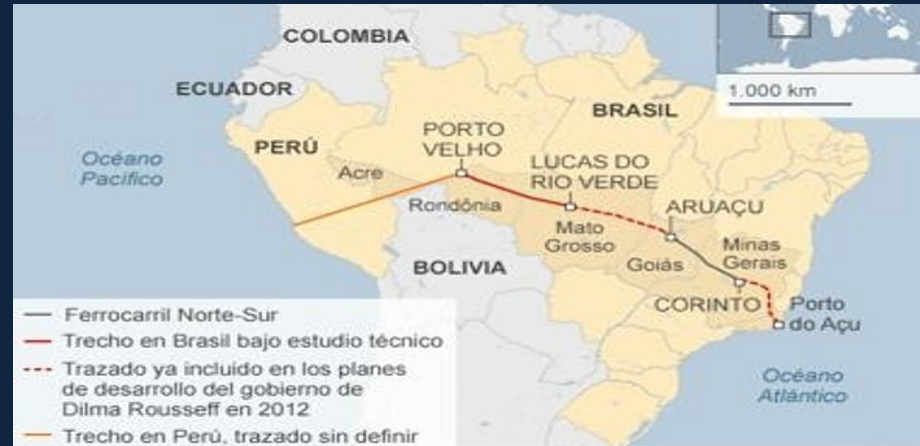 COLOMBIA
ECUADOR
1.000 km
BRASIL
Océano
Pacífico
PERÚ
PORTO
VELHO
Acre
LUCAS DO
RIO VERDE
Rondônia
ARUAÇU
Mato
Grosso
Minas
Gerais
Goiás
BOLIVIA
CORINTO
Porto
do Açu
Océano
Atlántico
Ferrocarril Norte-Sur
Trecho en Brasil bajo estudio técnico
Trazado ya incluido en los planes
de desarrollo del gobierno de
Dilma Rousseff en 2012
Trecho en Perú, trazado sin definir